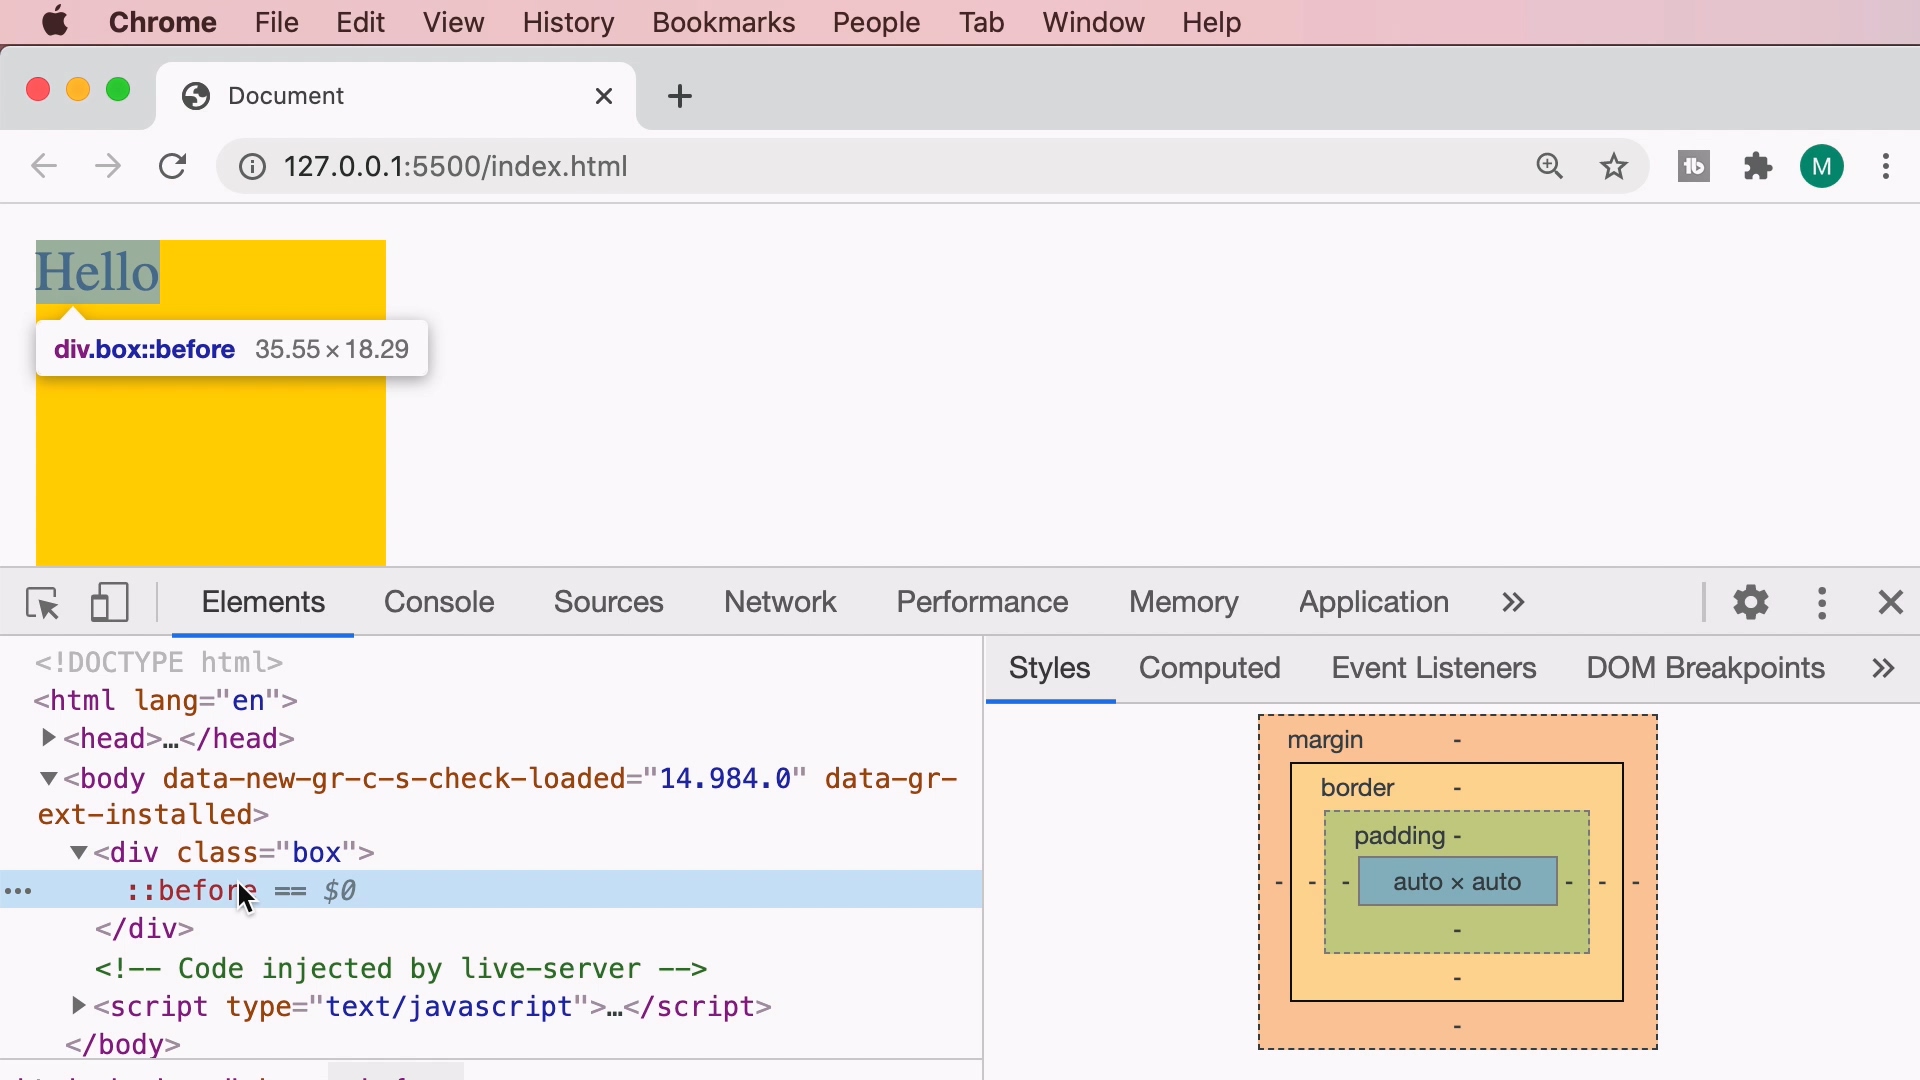 Chrome File Edit View History Bookmarks People Tab Window Help
Document
127.0.0.1:5500/index.html
M
Hello
div.box::before 35.55×18.29
Elements Console Sources Network Performance Memory Application
Styles Computed Event Listeners DOM Breakpoints
<!DOCTYPE html>
<html lang="en">
<head>…</head>
<body data-new-gr-c-s-check-loaded="14.984.0" data-gr-
ext-installed>
<div class="box">
::before == $0
</div>
<!-- Code injected by live-server -->
<script type="text/javascript">…</script>
</body>
margin -
border -
padding -
- - - auto × auto - - -
-
-
-